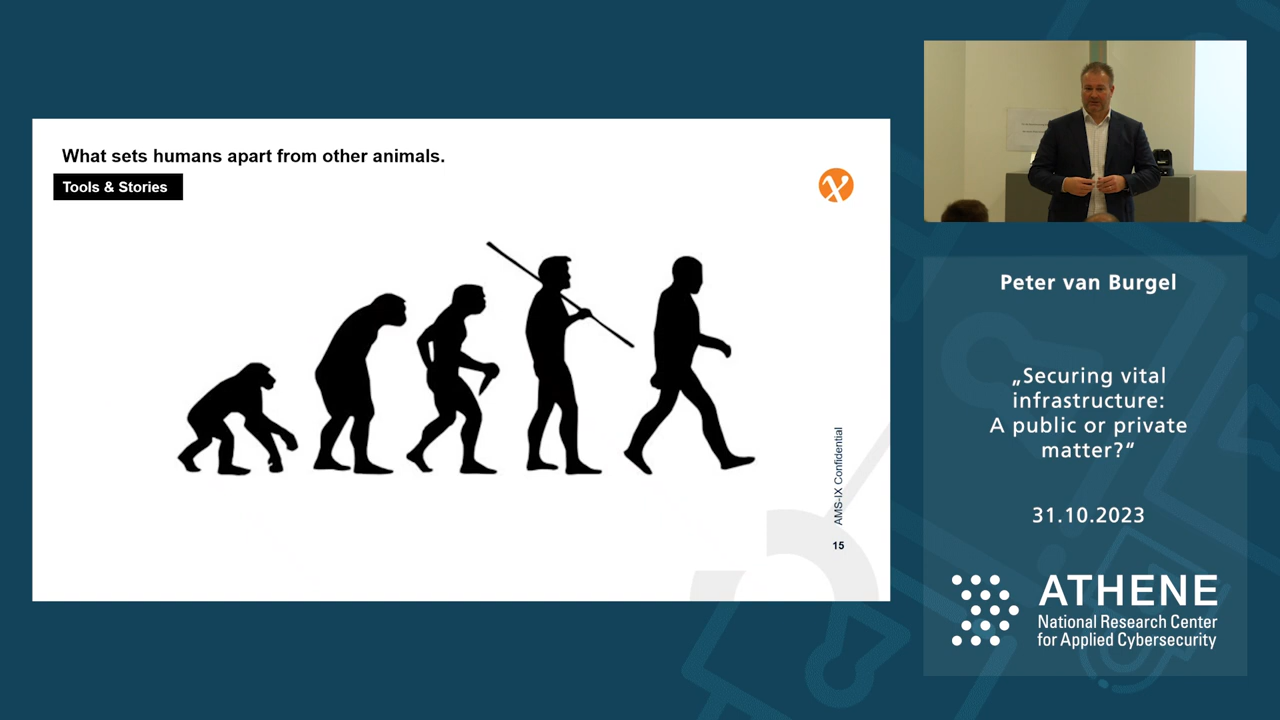 What sets humans apart from other animals.
Tools & Stories
AMS-IX Confidential
15
Peter van Burgel
„Securing vital
infrastructure:
A public or private
matter?“
31.10.2023
ATHENE
National Research Center
for Applied Cybersecurity